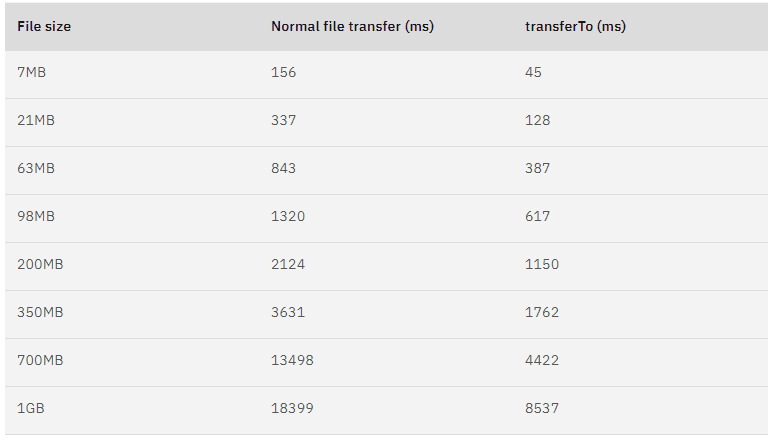 File size Normal file transfer (ms) transferTo (ms)
7MB 156 45
21MB 337 128
63MB 843 387
98MB 1320 617
200MB 2124 1150
350MB 3631 1762
700MB 13498 4422
1GB 18399 8537